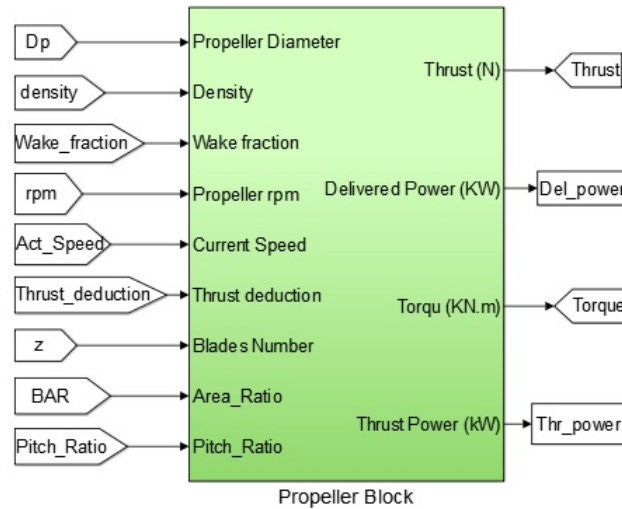 Dp
Propeller Diameter
Thrust (N)
Thrust
density
Density
Wake_fraction
Wake fraction
Delivered Power (KW)
Del_power
rpm
Propeller rpm
Act_Speed
Current Speed
Thrust_deduction
Thrust deduction
Torqu (KN.m)
Torque
z
Blades Number
BAR
Area_Ratio
Thrust Power (kW)
Thr_power
Pitch_Ratio
Pitch_Ratio
Propeller Block